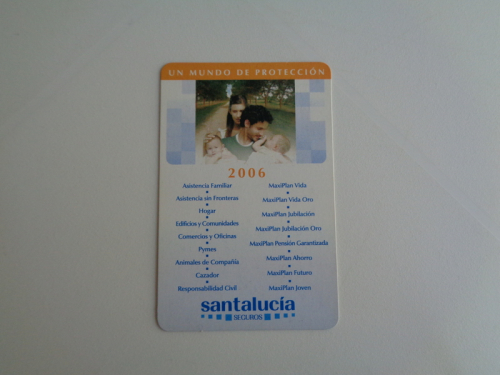 UN MUNDO DE PROTECCIÓN
2006
Asistencia Familiar
Asistencia sin Fronteras
Hogar
Edificios y Comunidades
Comercios y Oficinas
Pymes
Animales de Compañía
Cazador
Responsabilidad Civil
MaxiPlan Vida
MaxiPlan Vida Oro
MaxiPlan Jubilación
MaxiPlan Jubilación Oro
MaxiPlan Pensión Garantizada
MaxiPlan Ahorro
MaxiPlan Futuro
MaxiPlan Joven
santalucía
SEGUROS